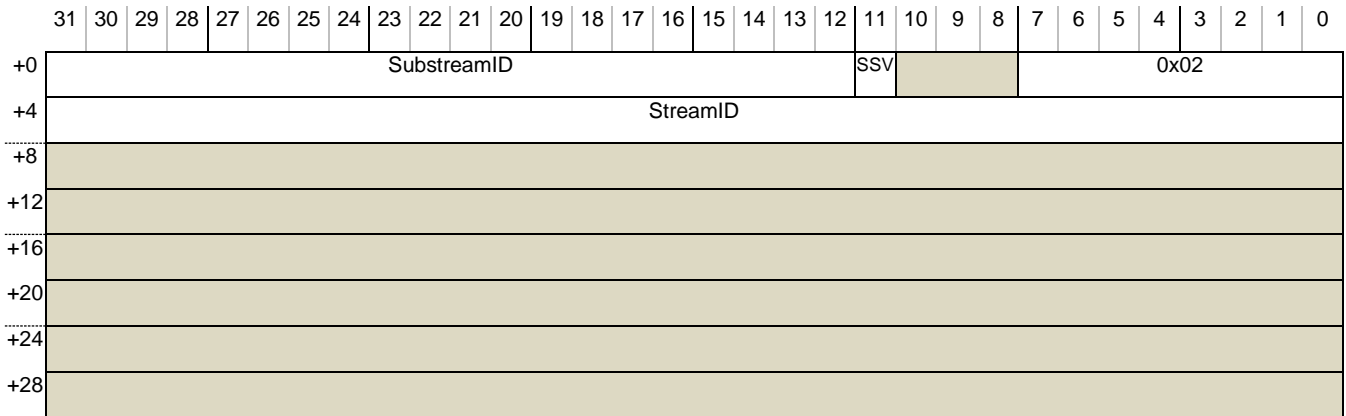 31 30 29 28 27 26 25 24 23 22 21 20 19 18 17 16 15 14 13 12 11 10 9 8 7 6 5 4 3 2 1 0
+0 SubstreamID SSV 0x02
+4 StreamID
+8
+12
+16
+20
+24
+28